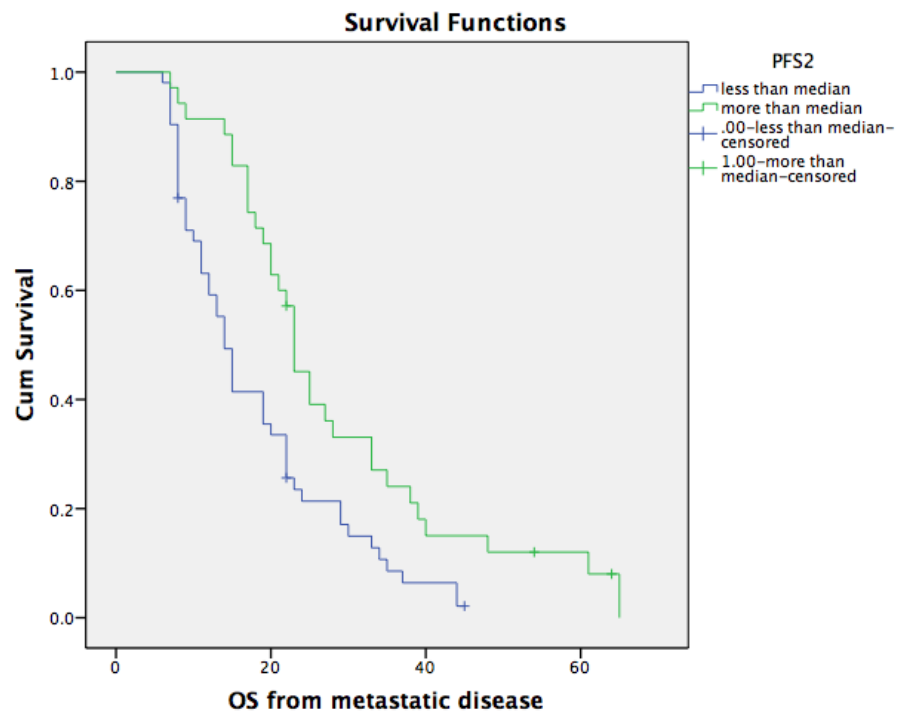 Survival Functions
PFS2
less than median
more than median
.00-less than median-
censored
1.00-more than
median-censored
1.0
0.8
0.6
0.4
0.2
0.0
Cum Survival
0
20
40
60
OS from metastatic disease